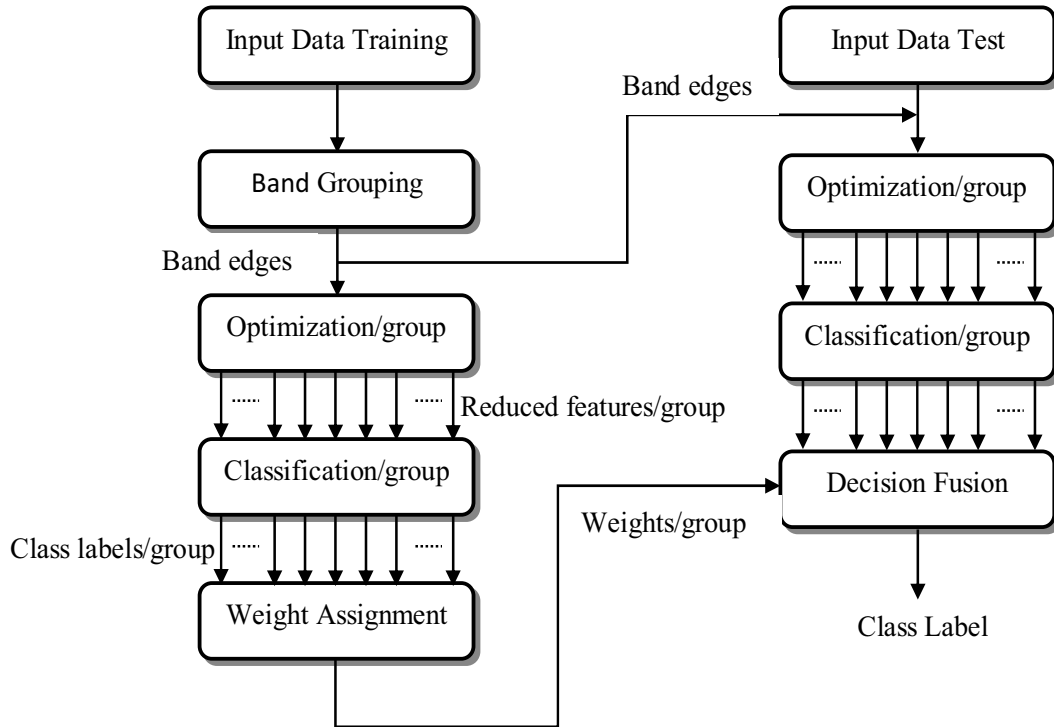 Input Data Training
Input Data Test
Band edges
Band Grouping
Optimization/group
Band edges
Optimization/group
......
......
Classification/group
......
......
Reduced features/group
......
......
Classification/group
Decision Fusion
Weights/group
Class labels/group
......
......
Weight Assignment
Class Label